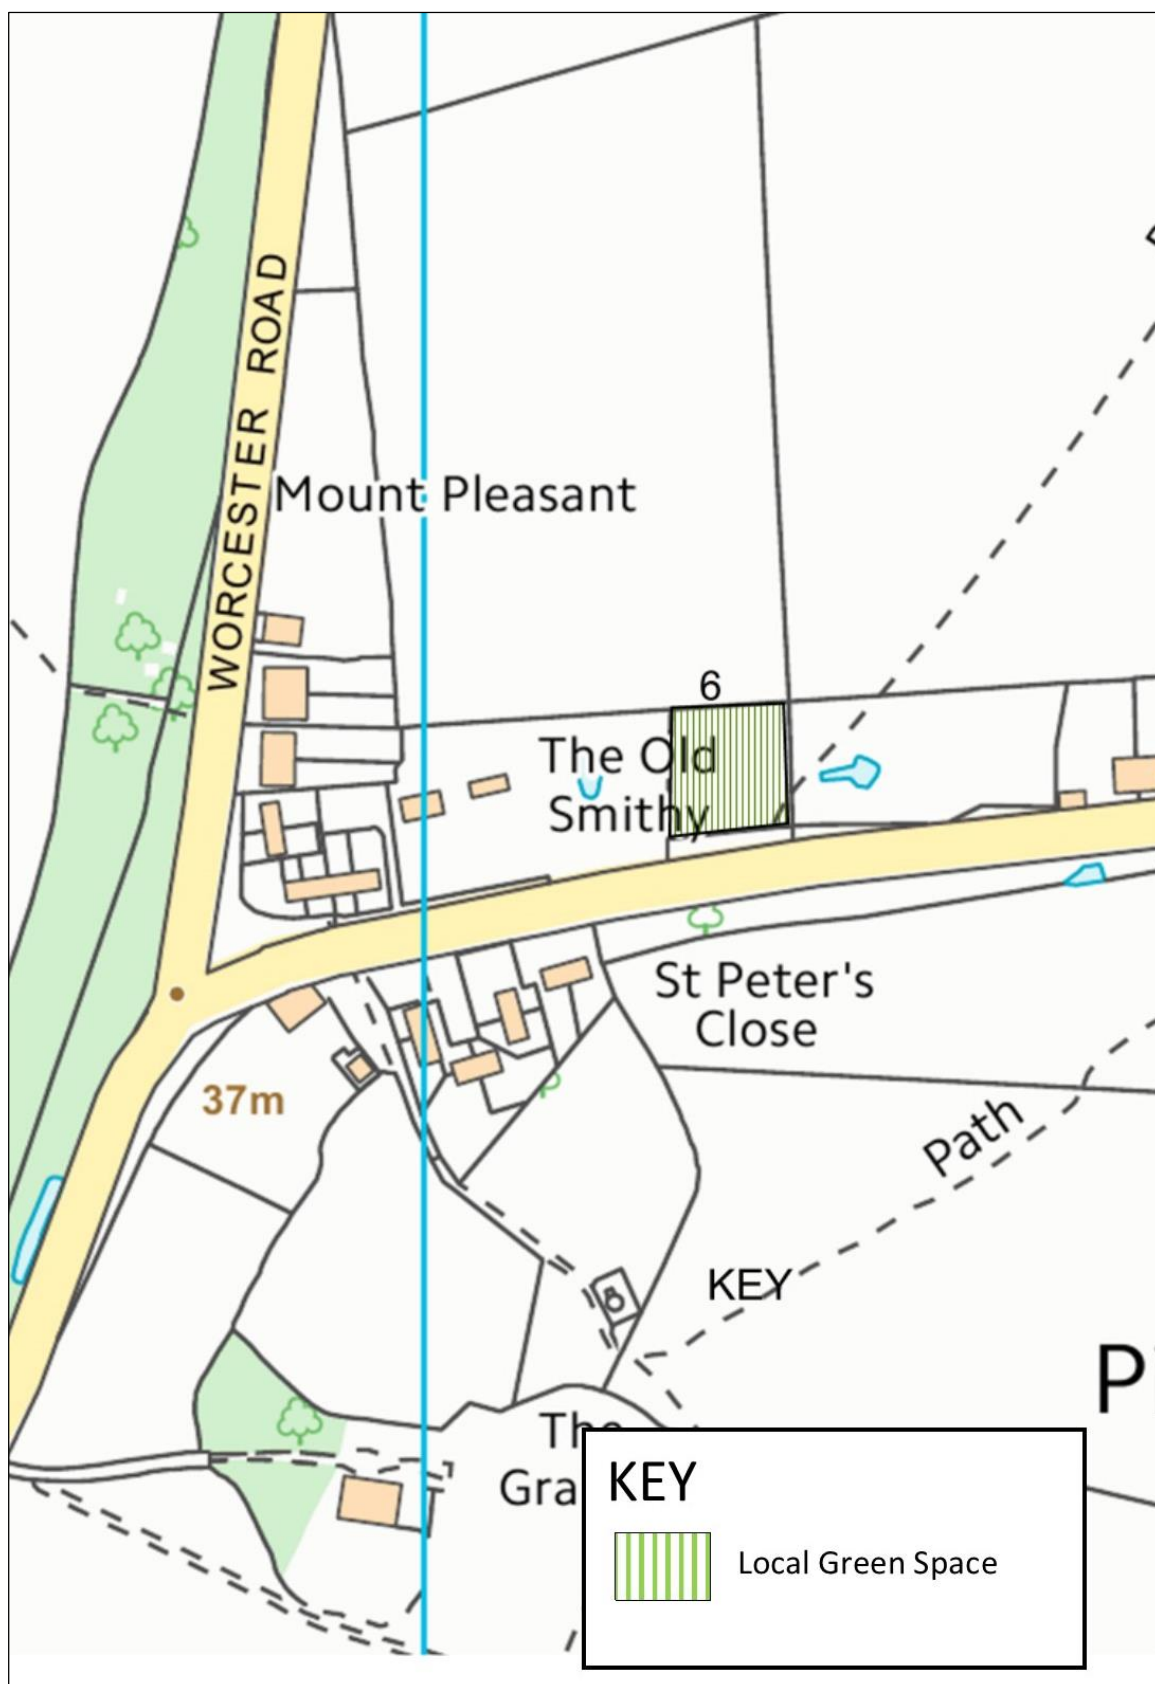 WORCESTER ROAD
Mount Pleasant
6
The Old
Smithy
St Peter's
Close
37m
Path
KEY
P
The
Gra
KEY
Local Green Space